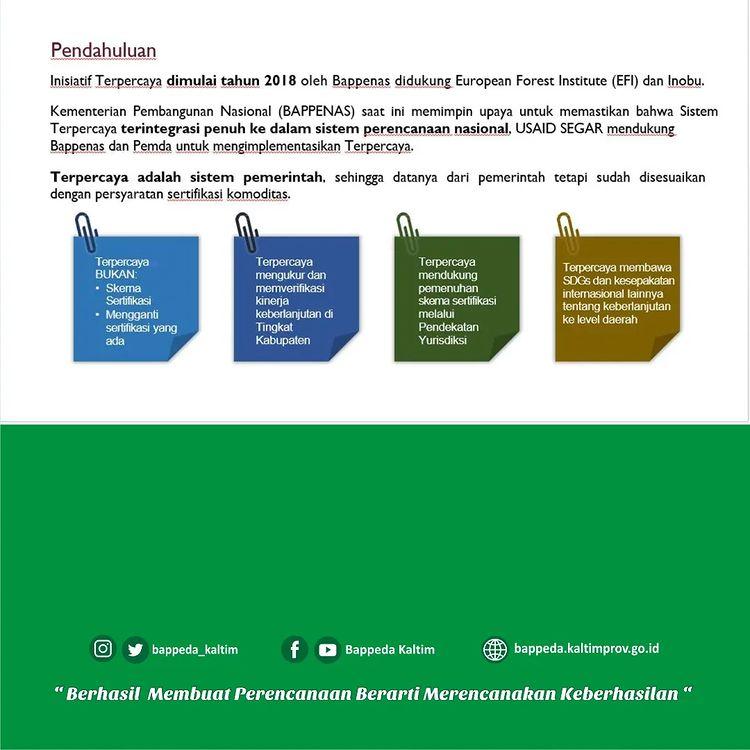 Pendahuluan
Inisiatif Terpercaya dimulai tahun 2018 oleh Bappenas didukung European Forest Institute (EFI) dan Inobu.
Kementerian Pembangunan Nasional (BAPPENAS) saat ini memimpin upaya untuk memastikan bahwa Sistem
Terpercaya terintegrasi penuh ke dalam sistem perencanaan nasional, USAID SEGAR mendukung
Bappenas dan Pemda untuk mengimplementasikan Terpercaya.
Terpercaya adalah sistem pemerintah, sehingga datanya dari pemerintah tetapi sudah disesuaikan
dengan persyaratan sertifikasi komoditas.
Terpercaya
BUKAN:
• Skema
Sertifikasi
• Mengganti
sertifikasi yang
ada
Terpercaya
mengukur dan
memverifikasi
kinerja
keberlanjutan di
Tingkat
Kabupaten
Terpercaya
mendukung
pemenuhan
skema sertifikasi
melalui
Pendekatan
Yurisdiksi
Terpercaya membawa
SDGs dan kesepakatan
internasional lainnya
tentang keberlanjutan
ke level daerah
bappeda_kaltim
Bappeda Kaltim
bappeda.kaltimprov.go.id
“ Berhasil Membuat Perencanaan Berarti Merencanakan Keberhasilan “